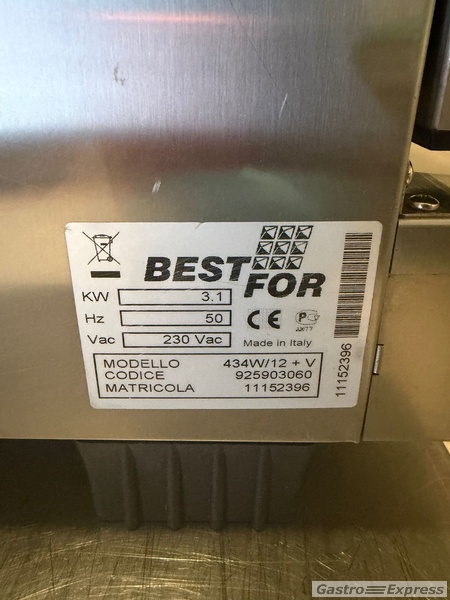 BEST
FOR
KW 3.1
Hz 50
Vac 230 Vac
Made in Italy
MODELLO 434W/12 + V
CODICE 925903060
MATRICOLA 11152396
11152396
Gastro Express